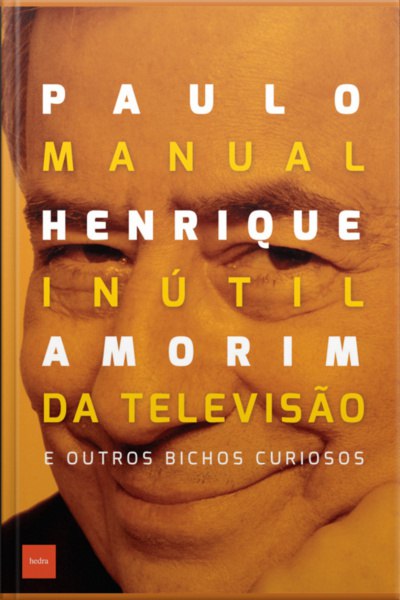 PAULO
MANUAL
HENRIQUE
INÚTIL
AMORIM
DA TELEVISÃO
E OUTROS BICHOS CURIOSOS
hedra